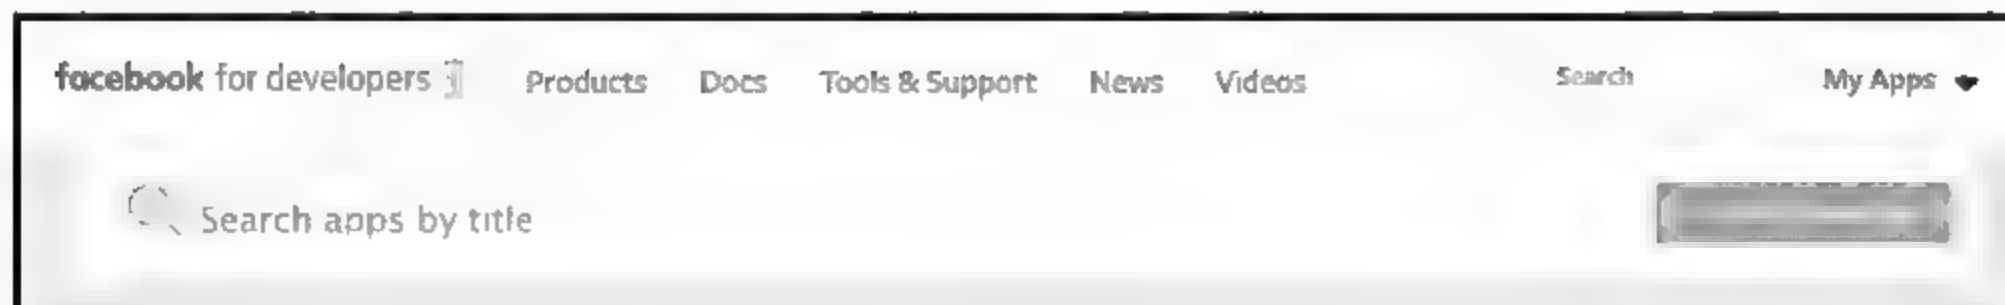 facebook for developers Products Docs Tools & Support News Videos Search My Apps
Search apps by title